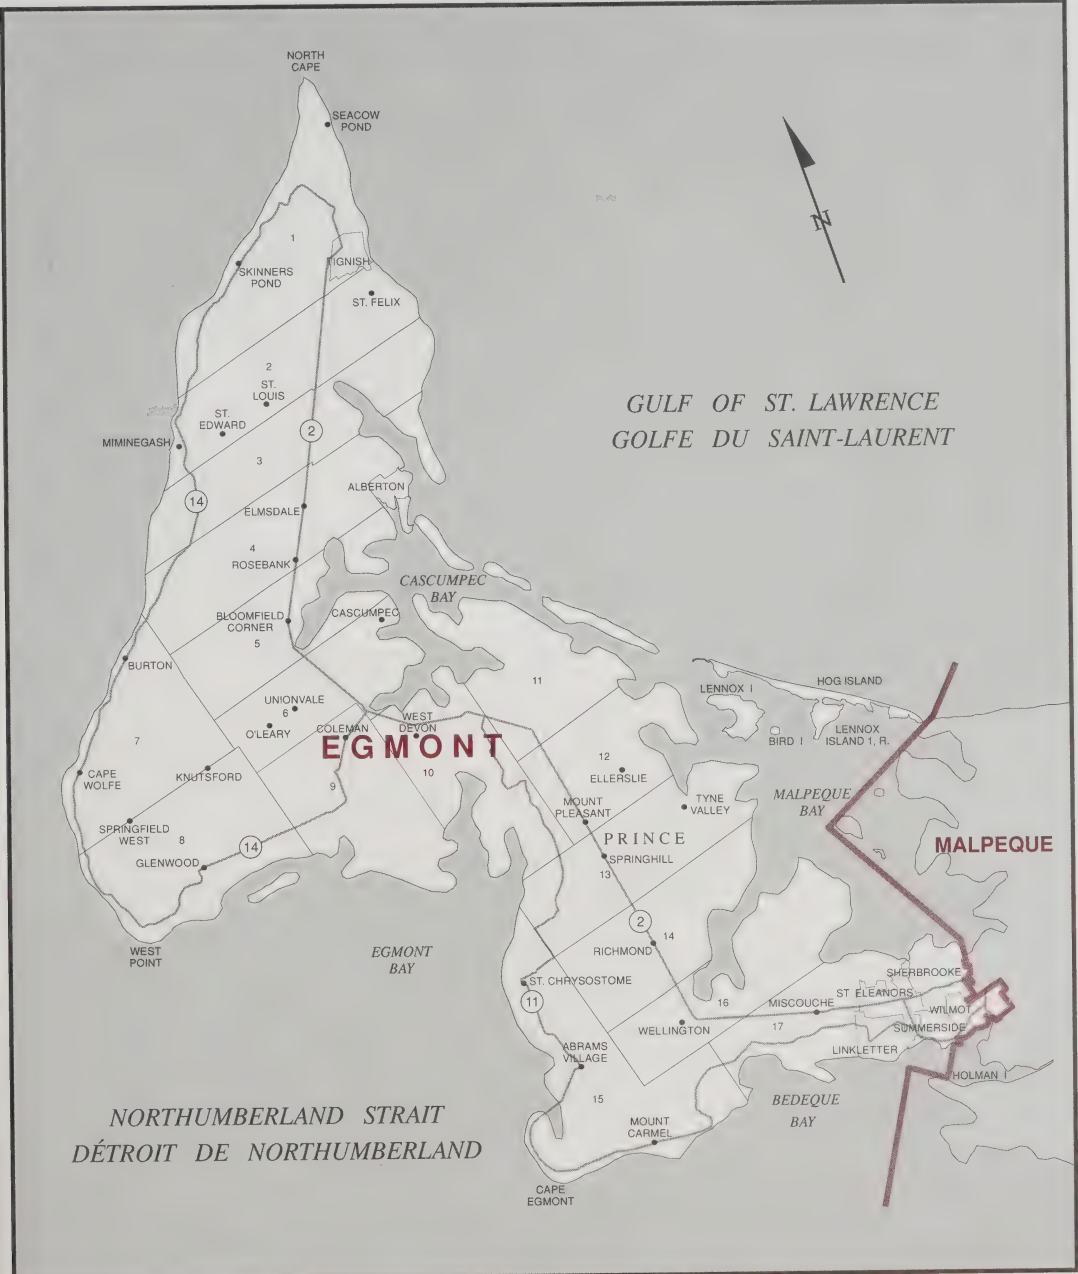 NORTH
CAPE
SEACOW
POND
N
1
TIGNISH
SKINNERS
POND
ST. FELIX
2
ST.
LOUIS
ST.
EDWARD
GULF OF ST. LAWRENCE
GOLFE DU SAINT-LAURENT
MIMINEGASH
2
3
ALBERTON
14
ELMSDALE
4
ROSEBANK
CASCUMPEC
BAY
BLOOMFIELD
CORNER
CASCUMPEC
5
BURTON
11
HOG ISLAND
LENNOX I
UNIONVALE
6
O'LEARY
COLEMAN
WEST
DEVON
LENNOX
ISLAND 1, R.
BIRD I
7
EGMONT
12
ELLERSLIE
CAPE
WOLFE
KNUTSFORD
10
9
MALPEQUE
BAY
TYNE
VALLEY
MOUNT
PLEASANT
SPRINGFIELD
WEST
8
14
PRINCE
MALPEQUE
GLENWOOD
SPRINGHILL
13
2
14
RICHMOND
WEST
POINT
EGMONT
BAY
SHERBROOKE
ST. CHRYSOSTOME
ST ELEANORS
11
16
MISCOUCHE
WILMOT
WELLINGTON
17
SUMMERSIDE
LINKLETTER
ABRAMS
VILLAGE
HOLMAN I
15
BEDEQUE
BAY
NORTHUMBERLAND STRAIT
DÉTROIT DE NORTHUMBERLAND
MOUNT
CARMEL
CAPE
EGMONT